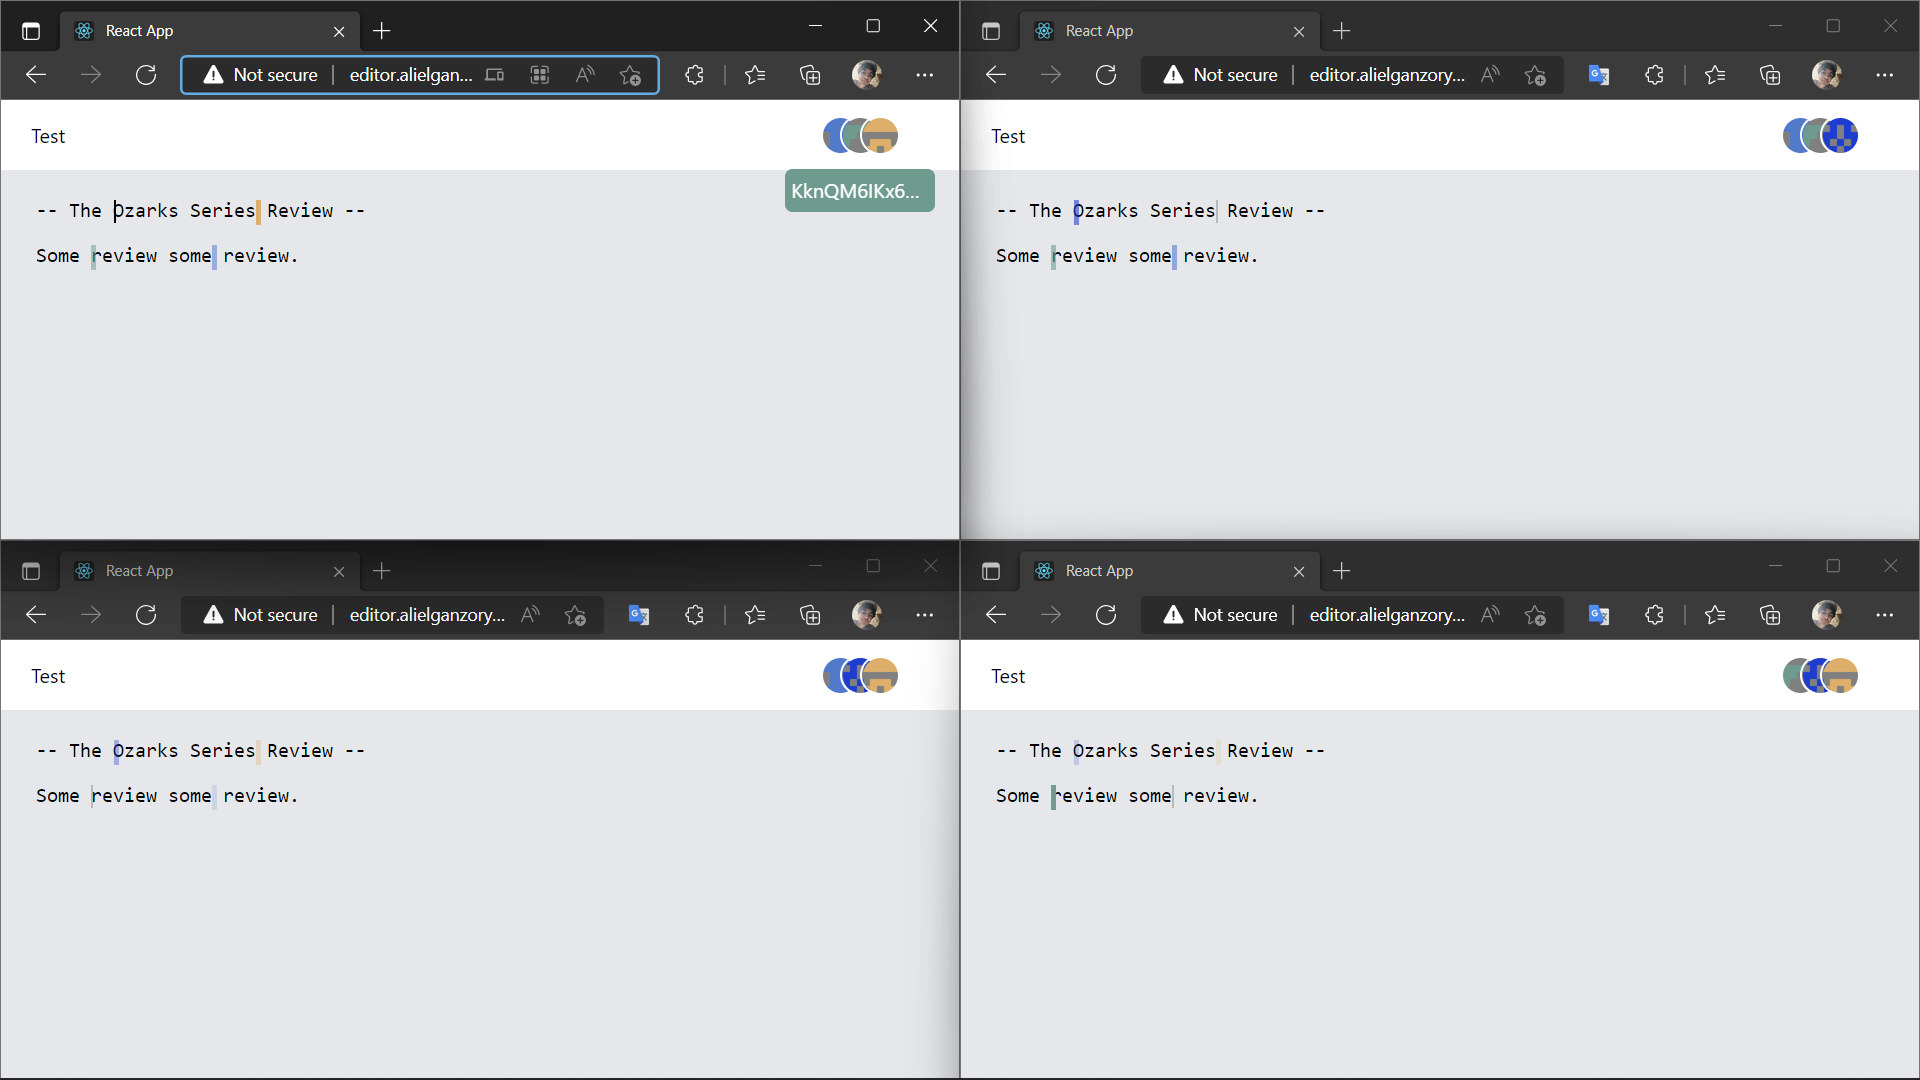 React App
Not secure editor.alielgan...
Test
KknQM6IKx6...
-- The Ozarks Series Review --
Some review some review.
React App
Not secure editor.alielganzory...
Test
-- The Ozarks Series Review --
Some review some review.
React App
Not secure editor.alielganzory...
Test
-- The Ozarks Series Review --
Some review some review.
React App
Not secure editor.alielganzory...
Test
-- The Ozarks Series Review --
Some review some review.